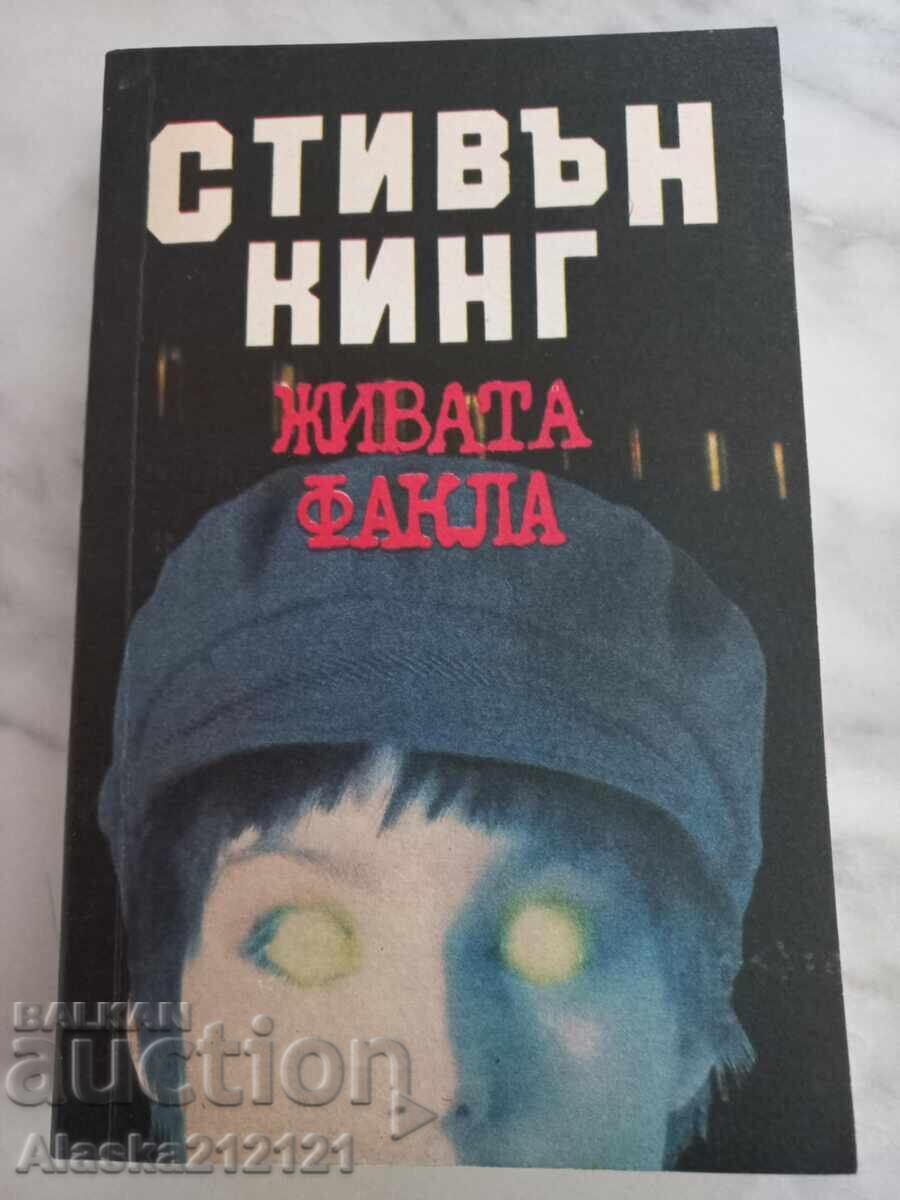 СТИВЪН
КИНГ
ЖИВАТА
ФАКЛА
BALKAN
auction
Alaska212121